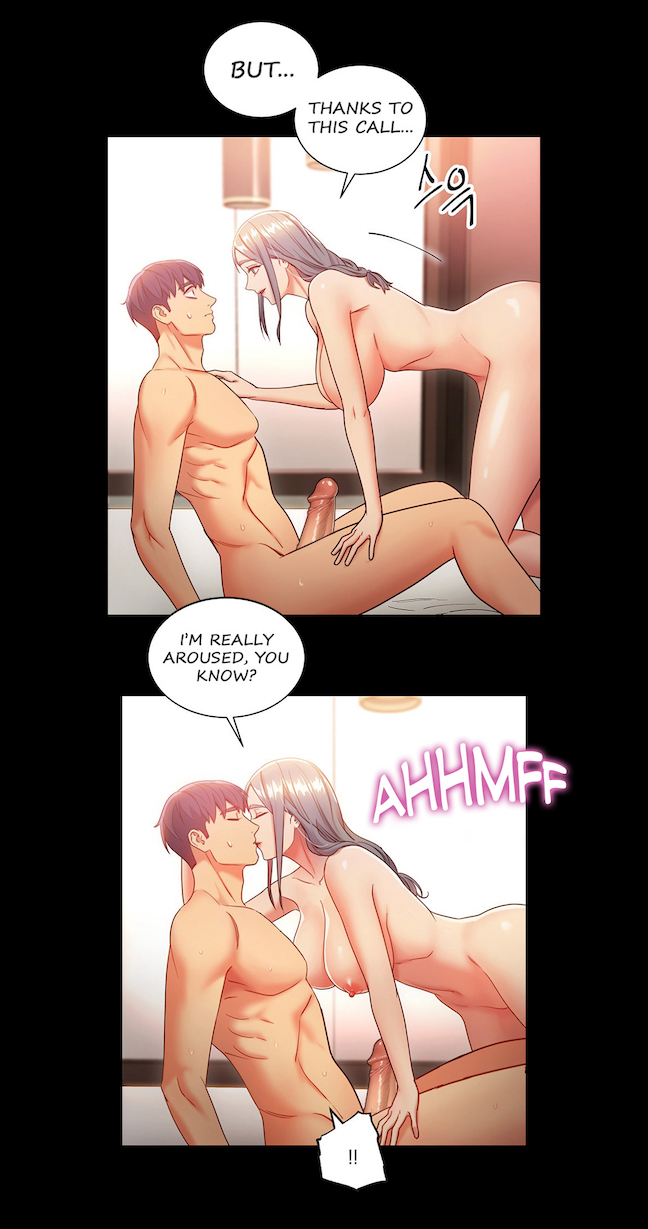 BUT...
THANKS TO
THIS CALL...
스윽
I'M REALLY
AROUSED, YOU
KNOW?
AHHMFF
!!